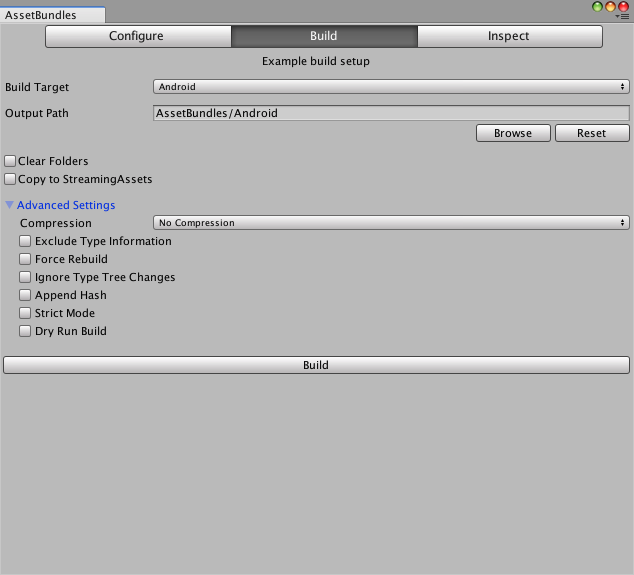 AssetBundles
Configure Build Inspect
Example build setup
Build Target Android
Output Path AssetBundles/Android
Browse Reset
Clear Folders
Copy to StreamingAssets
Advanced Settings
Compression No Compression
Exclude Type Information
Force Rebuild
Ignore Type Tree Changes
Append Hash
Strict Mode
Dry Run Build
Build